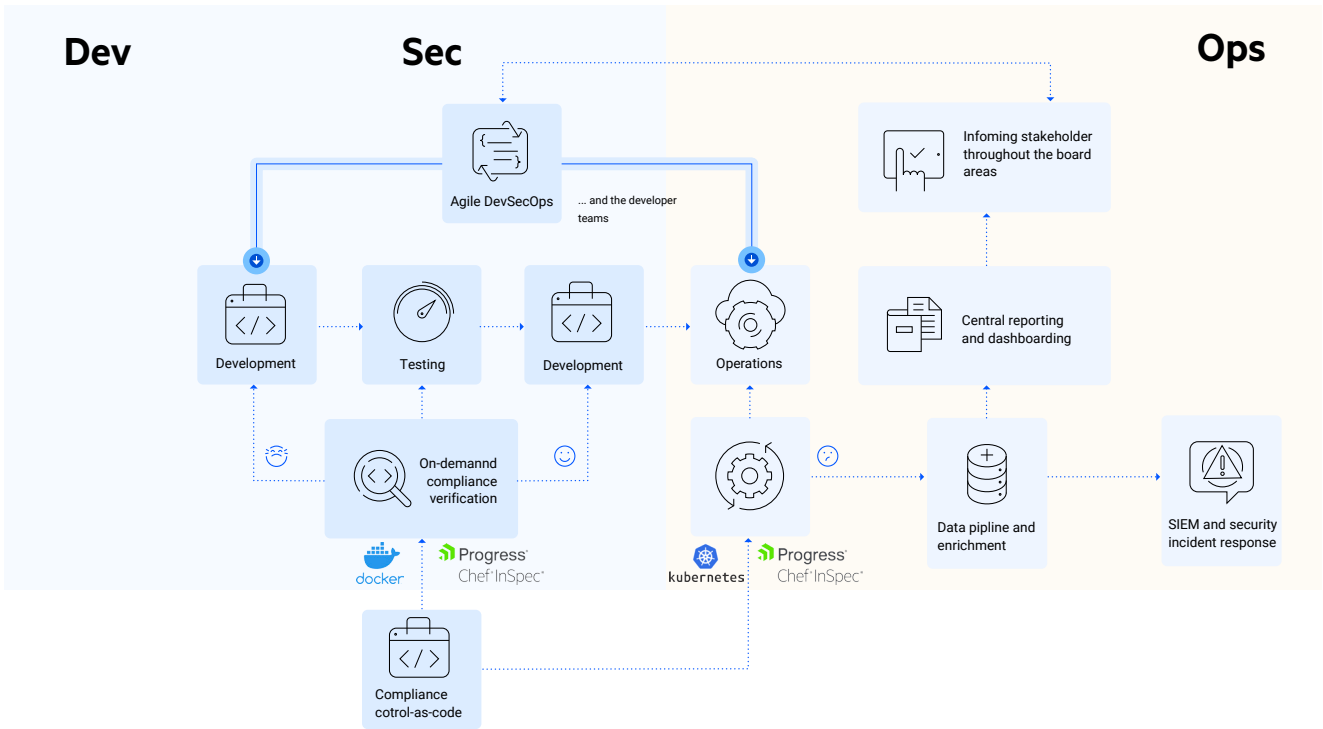 Dev
Sec
Ops
Agile DevSecOps
... and the developer
teams
Infoming stakeholder
throughout the board
areas
Development
Testing
Development
Operations
Central reporting
and dashboarding
On-demannd
compliance
verification
Data pipline and
enrichment
SIEM and security
incident response
docker
Progress®
Chef® InSpec®
kubernetes
Progress®
Chef® InSpec®
Compliance
cotrol-as-code